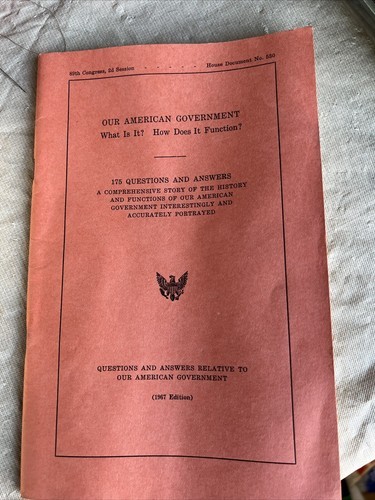 89th Congress, 2d Session . . . . . . House Document No. 550
OUR AMERICAN GOVERNMENT
What Is It? How Does It Function?
175 QUESTIONS AND ANSWERS
A COMPREHENSIVE STORY OF THE HISTORY
AND FUNCTIONS OF OUR AMERICAN
GOVERNMENT INTERESTINGLY AND
ACCURATELY PORTRAYED
QUESTIONS AND ANSWERS RELATIVE TO
OUR AMERICAN GOVERNMENT
(1967 Edition)